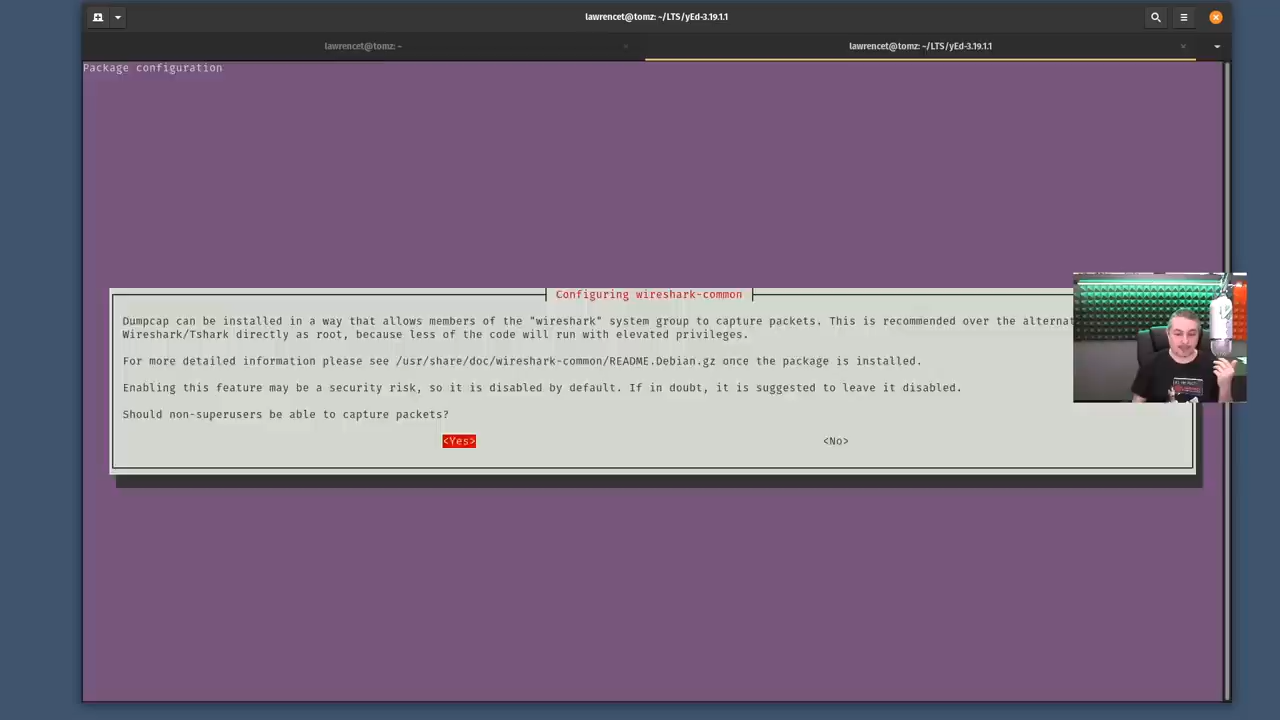 lawrencet@tomz: ~/LTS/yEd-3.19.1.1
lawrencet@tomz: ~
lawrencet@tomz: ~/LTS/yEd-3.19.1.1
Package configuration
Configuring wireshark-common
Dumpcap can be installed in a way that allows members of the "wireshark" system group to capture packets. This is recommended over the
Wireshark/Tshark directly as root, because less of the code will run with elevated privileges.
For more detailed information please see /usr/share/doc/wireshark-common/README.Debian.gz once the package is installed.
Enabling this feature may be a security risk, so it is disabled by default. If in doubt, it is suggested to leave it disabled.
Should non-superusers be able to capture packets?
<Yes> <No>